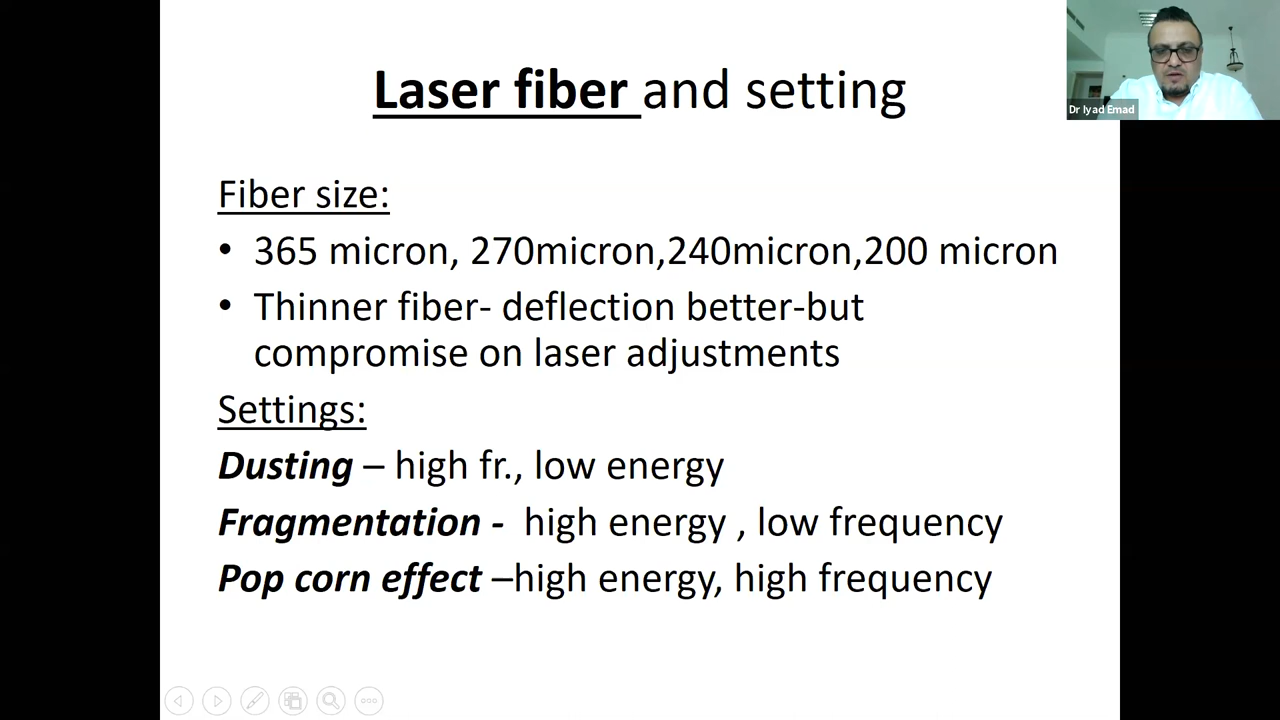 Laser fiber and setting
Dr Iyad Emad
Fiber size:
• 365 micron, 270micron,240micron,200 micron
• Thinner fiber- deflection better-but
compromise on laser adjustments
Settings:
Dusting – high fr., low energy
Fragmentation - high energy , low frequency
Pop corn effect –high energy, high frequency